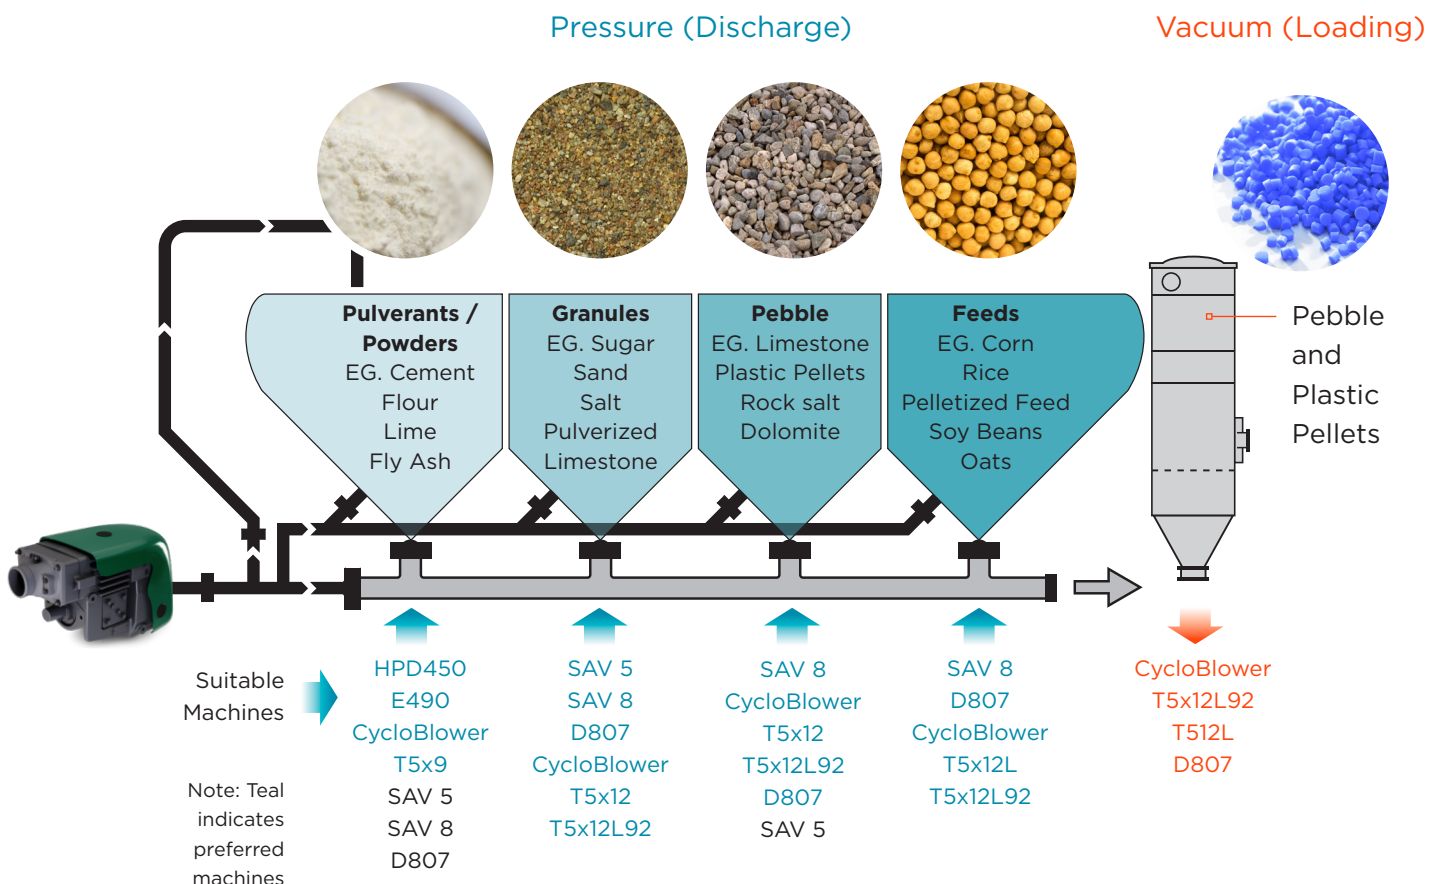 Pressure (Discharge)
Vacuum (Loading)
Pulverants /
Powders
EG. Cement
Flour
Lime
Fly Ash
Granules
EG. Sugar
Sand
Salt
Pulverized
Limestone
Pebble
EG. Limestone
Plastic Pellets
Rock salt
Dolomite
Feeds
EG. Corn
Rice
Pelletized Feed
Soy Beans
Oats
Pebble
and
Plastic
Pellets
Suitable
Machines
Note: Teal
indicates
preferred
machines
HPD450
E490
CycloBlower
T5x9
SAV 5
SAV 8
D807
SAV 5
SAV 8
D807
CycloBlower
T5x12
T5x12L92
SAV 8
CycloBlower
T5x12
T5x12L92
D807
SAV 5
SAV 8
D807
CycloBlower
T5x12L
T5x12L92
CycloBlower
T5x12L92
T512L
D807